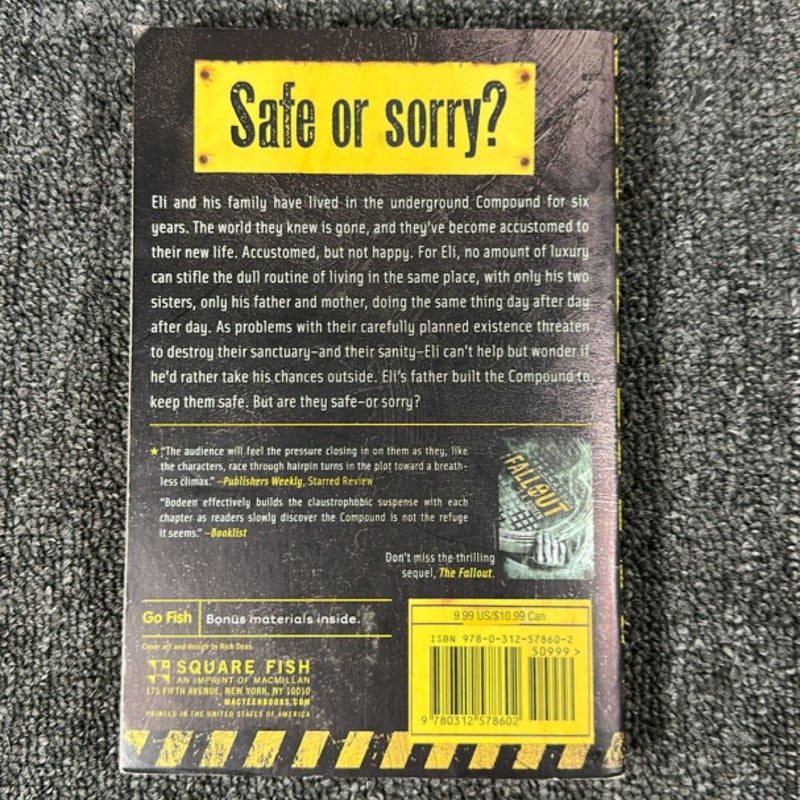 Safe or sorry?
Eli and his family have lived in the underground Compound for six
years. The world they knew is gone, and they've become accustomed to
their new life. Accustomed, but not happy. For Eli, no amount of luxury
can stifle the dull routine of living in the same place, with only his two
sisters, only his father and mother, doing the same thing day after day
after day. As problems with their carefully planned existence threaten
to destroy their sanctuary—and their sanity—Eli can't help but wonder if
he'd rather take his chances outside. Eli's father built the Compound to
keep them safe. But are they safe—or sorry?
★ "The audience will feel the pressure closing in on them as they, like
the characters, race through hairpin turns in the plot toward a breath-
less climax." —Publishers Weekly, Starred Review
"Bodeen effectively builds the claustrophobic suspense with each
chapter as readers slowly discover the Compound is not the refuge
it seems." —Booklist
FALLOUT
Don't miss the thrilling
sequel, The Fallout.
Go Fish | Bonus materials inside.
Cover art and design by Rich Deas
SQUARE FISH
AN IMPRINT OF MACMILLAN
175 FIFTH AVENUE, NEW YORK, NY 10010
MACTEENBOOKS.COM
PRINTED IN THE UNITED STATES OF AMERICA
9.99 US/$10.99 Can
ISBN 978-0-312-57860-2
50999 >
9 780312 578602